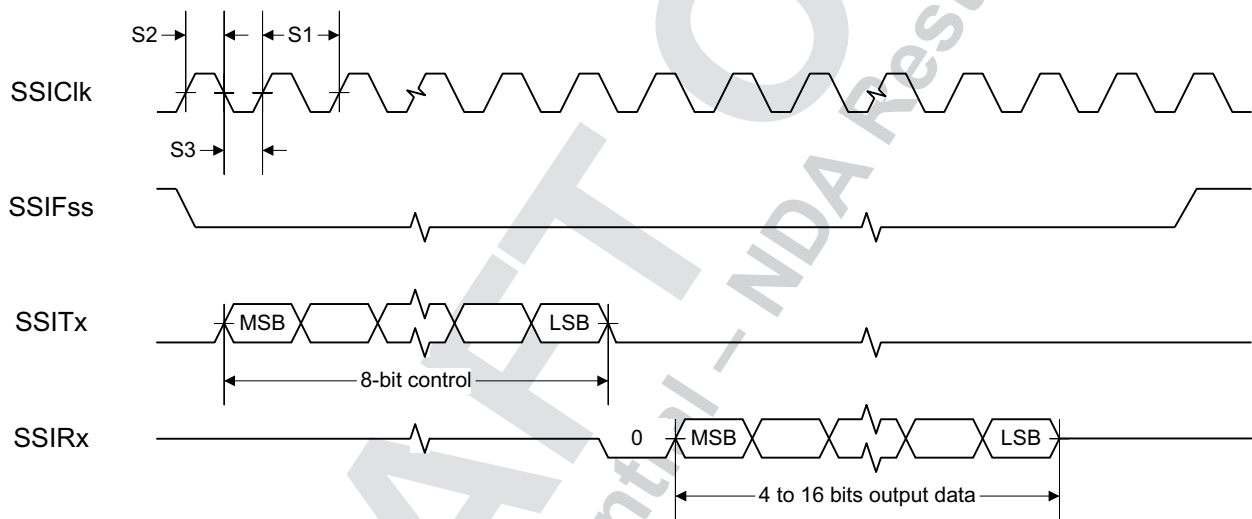 S2
S1
SSIClk
S3
SSIFss
SSITx
MSB
LSB
8-bit control
SSIRx
0
MSB
LSB
4 to 16 bits output data
NDA